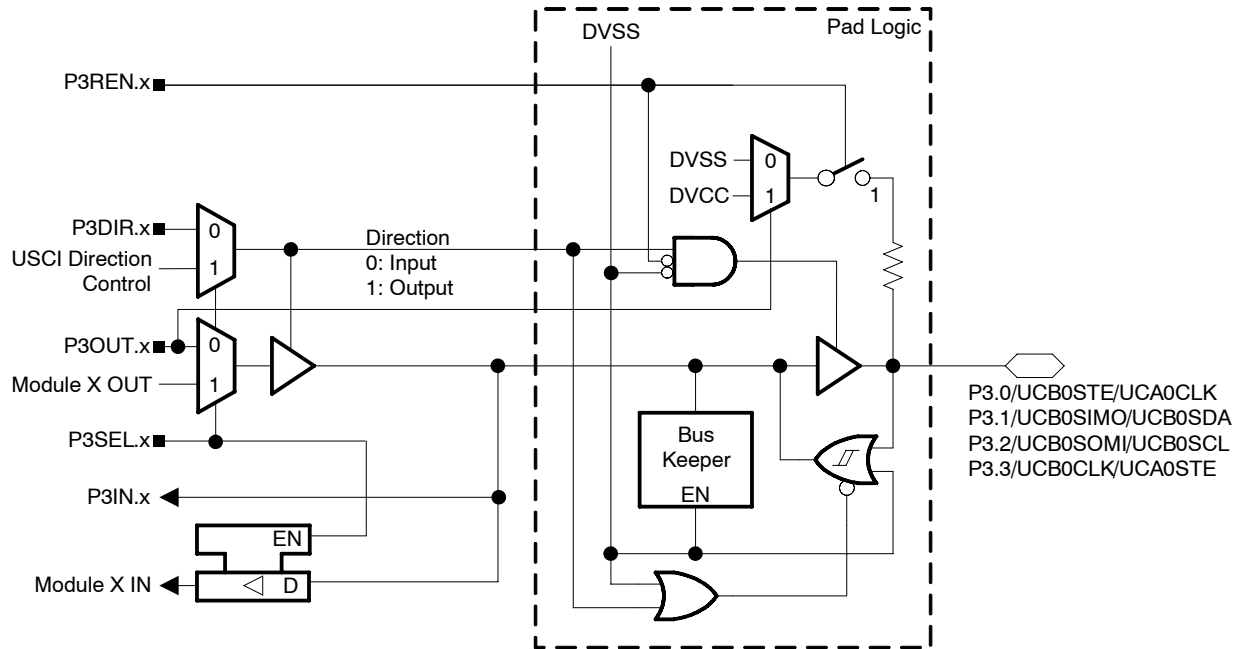 DVSS
Pad Logic
P3REN.x
DVSS
0
DVCC
1
1
P3DIR.x
0
USCI Direction
Control
1
Direction
0: Input
1: Output
P3OUT.x
0
Module X OUT
1
P3SEL.x
Bus
Keeper
EN
P3.0/UCB0STE/UCA0CLK
P3.1/UCB0SIMO/UCB0SDA
P3.2/UCB0SOMI/UCB0SCL
P3.3/UCB0CLK/UCA0STE
P3IN.x
EN
Module X IN
D